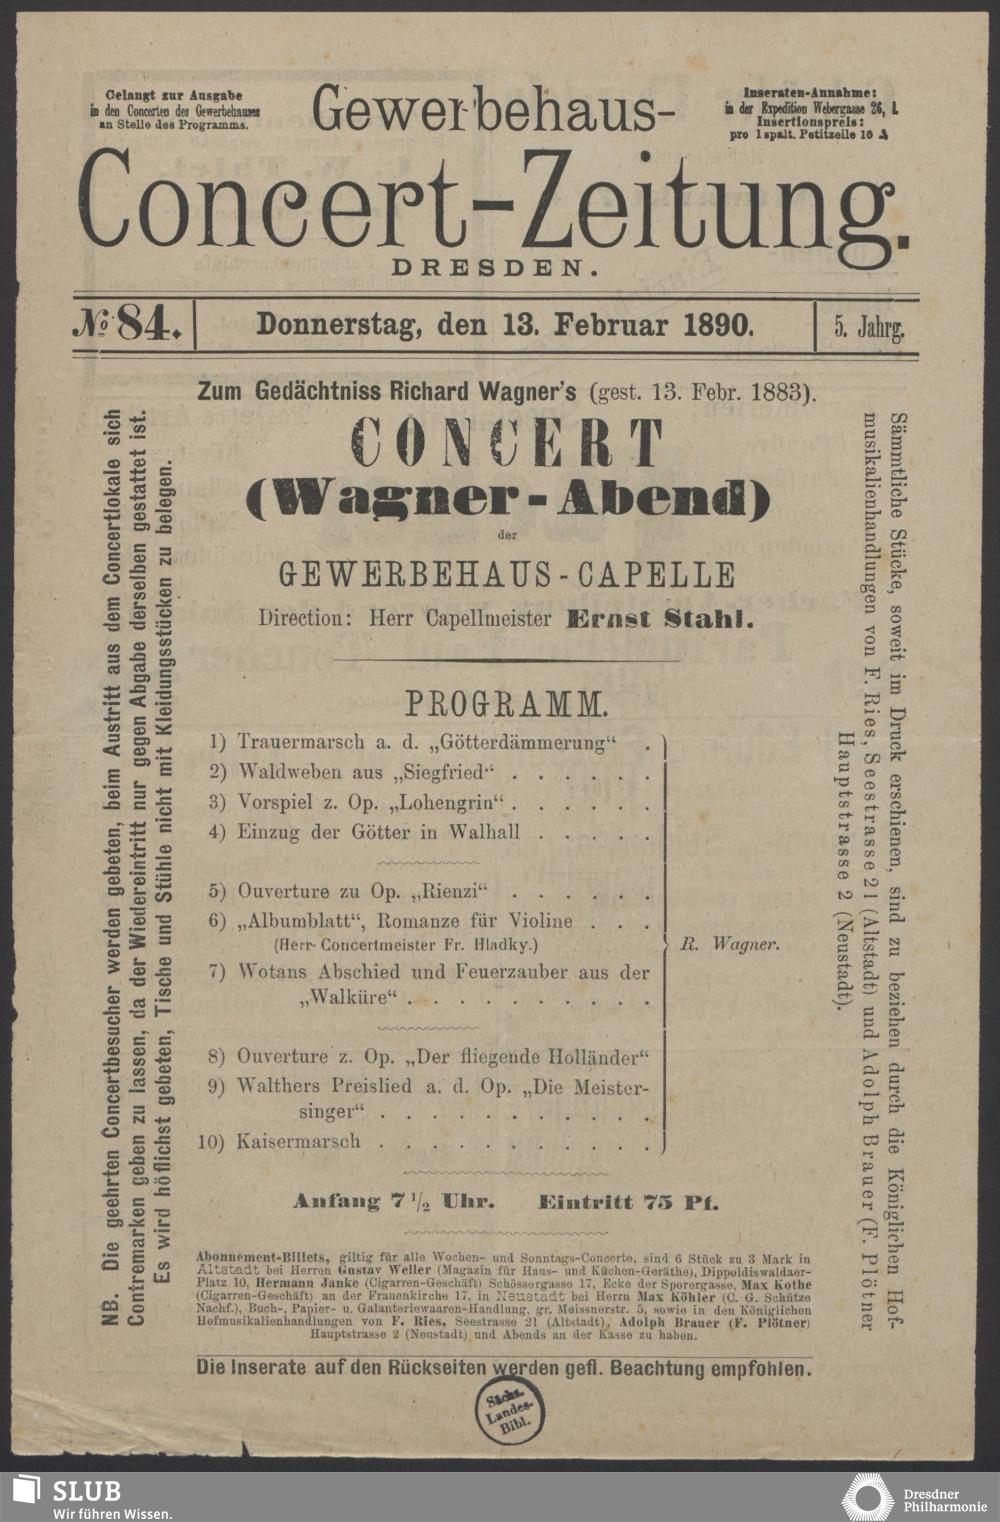 Gelangt zur Ausgabe
in den Concerten des Gewerbehauses
an Stelle des Programms.
Gewerbehaus-
Inseraten-Annahme:
in der Expedition Webergasse 26, I.
Insertionspreis:
pro 1 spalt. Petitzeile 10 ₰
Concert-Zeitung.
DRESDEN.
No. 84.
Donnerstag, den 13. Februar 1890.
5. Jahrg.
NB. Die geehrten Concertbesucher werden gebeten, beim Austritt aus dem Concertlokale sich
Contremarken geben zu lassen, da der Wiedereintritt nur gegen Abgabe derselben gestattet ist.
Es wird höflichst gebeten, Tische und Stühle nicht mit Kleidungsstücken zu belegen.
Zum Gedächtniss Richard Wagner's (gest. 13. Febr. 1883).
CONCERT
(Wagner-Abend)
der
GEWERBEHAUS-CAPELLE
Direction: Herr Capellmeister Ernst Stahl.
PROGRAMM.
1) Trauermarsch a. d. „Götterdämmerung“ .
2) Waldweben aus „Siegfried“ . . . . . .
3) Vorspiel z. Op. „Lohengrin“ . . . . . .
4) Einzug der Götter in Walhall . . . . .
5) Ouverture zu Op. „Rienzi“ . . . . . .
6) „Albumblatt“, Romanze für Violine . . .
(Herr Concertmeister Fr. Hladky.)
R. Wagner.
7) Wotans Abschied und Feuerzauber aus der
„Walküre“ . . . . . . . . . .
8) Ouverture z. Op. „Der fliegende Holländer“
9) Walthers Preislied a. d. Op. „Die Meister-
singer“ . . . . . . . . . . .
10) Kaisermarsch . . . . . . . . . .
Anfang 7 1/2 Uhr. Eintritt 75 Pf.
Abonnement-Billets, giltig für alle Wochen- und Sonntags-Concerte, sind 6 Stück zu 3 Mark in
Altstadt bei Herren Gustav Weller (Magazin für Haus- und Küchen-Geräthe), Dippoldiswaldaer-
Platz 10, Hermann Janke (Cigarren-Geschäft) Schössergasse 17, Ecke der Sporergasse, Max Kothe
(Cigarren-Geschäft) an der Frauenkirche 17, in Neustadt bei Herrn Max Köhler (C. G. Schütze
Nachf.), Buch-, Papier- u. Galanteriewaaren-Handlung, gr. Meissnerstr. 5, sowie in den Königlichen
Hofmusikalienhandlungen von F. Ries, Seestrasse 21 (Altstadt), Adolph Brauer (F. Plötner)
Hauptstrasse 2 (Neustadt) und Abends an der Kasse zu haben.
Die Inserate auf den Rückseiten werden gefl. Beachtung empfohlen.
Sämmtliche Stücke, soweit im Druck erschienen, sind zu beziehen durch die Königlichen Hof-
musikalienhandlungen von F. Ries, Seestrasse 21 (Altstadt) und Adolph Brauer (F. Plötner
Hauptstrasse 2 (Neustadt).
Sächs.
Landes-
Bibl.
SLUB
Wir führen Wissen.
Dresdner
Philharmonie